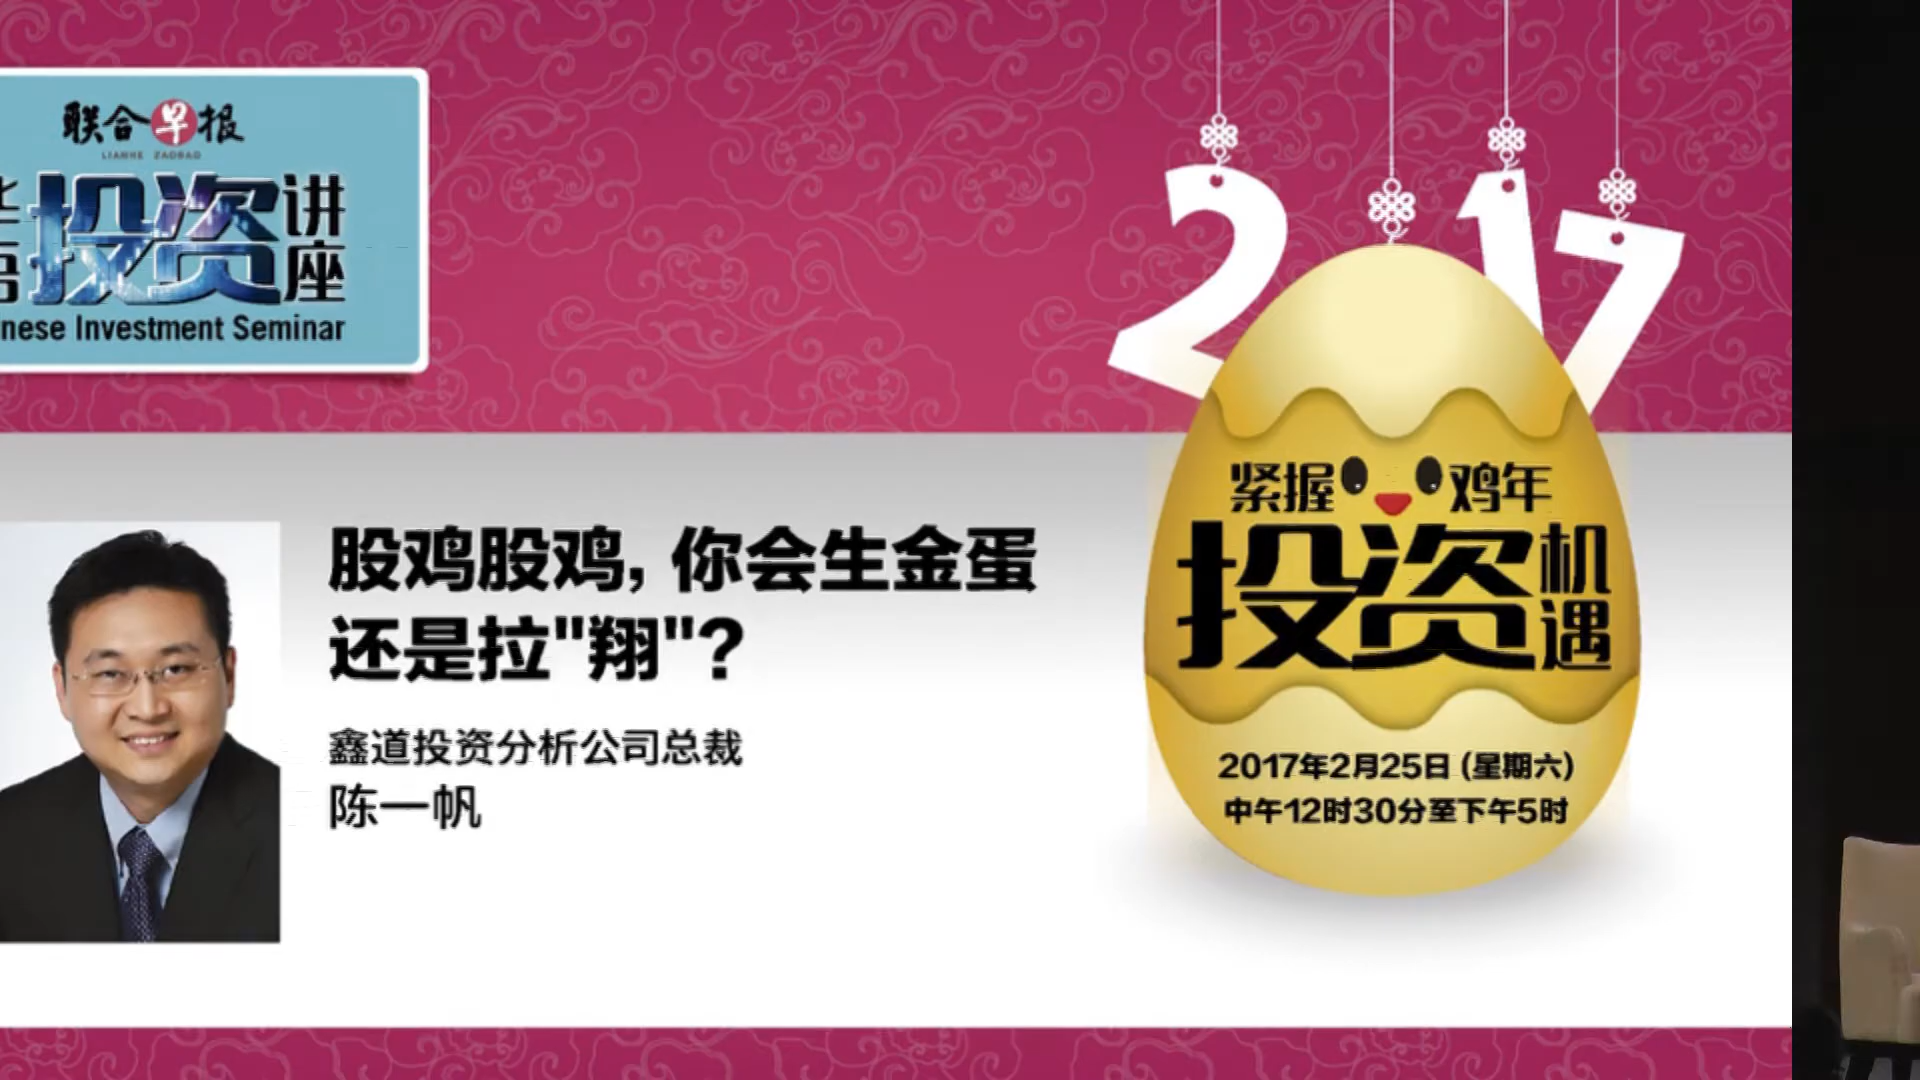 联合早报
LIANHE ZAOBAO
投资讲座
nese Investment Seminar
2017
紧握鸡年
投资机遇
股鸡股鸡，你会生金蛋
还是拉"翔"?
鑫道投资分析公司总裁
陈一帆
2017年2月25日 (星期六)
中午12时30分至下午5时